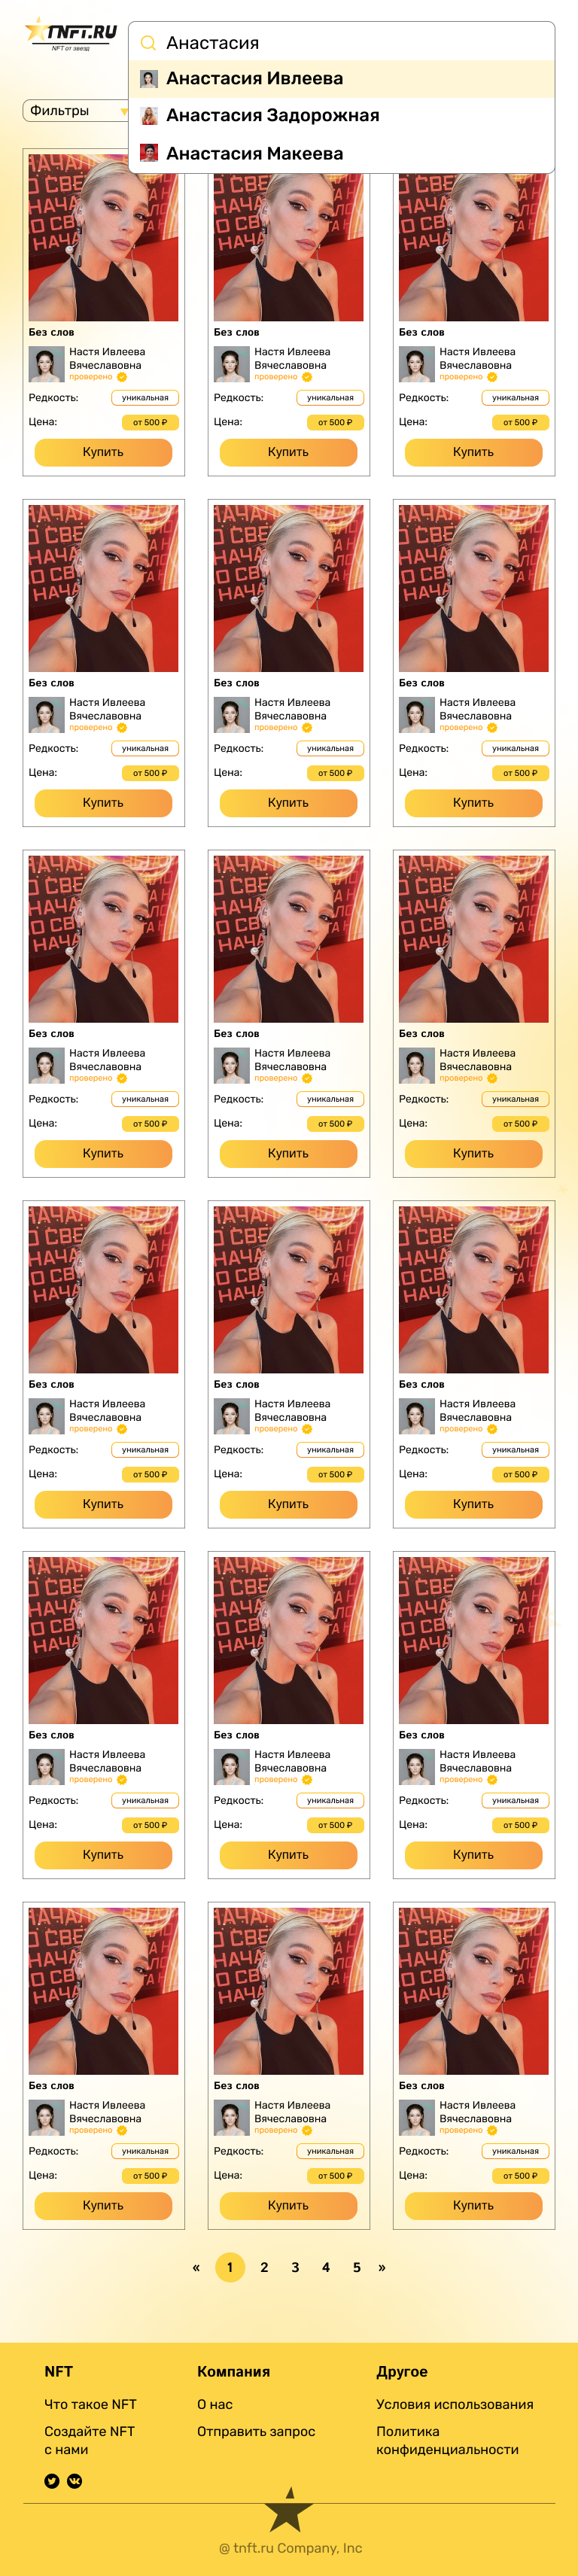 TNFT.RU
NFT от звезд
Анастасия
Анастасия Ивлеева
Анастасия Задорожная
Анастасия Макеева
Фильтры
Без слов
Без слов
Без слов
Настя Ивлеева
Вячеславовна
проверено
Настя Ивлеева
Вячеславовна
проверено
Настя Ивлеева
Вячеславовна
проверено
Редкость: уникальная
Редкость: уникальная
Редкость: уникальная
Цена: от 500 ₽
Цена: от 500 ₽
Цена: от 500 ₽
Купить
Купить
Купить
Без слов
Без слов
Без слов
Настя Ивлеева
Вячеславовна
проверено
Настя Ивлеева
Вячеславовна
проверено
Настя Ивлеева
Вячеславовна
проверено
Редкость: уникальная
Редкость: уникальная
Редкость: уникальная
Цена: от 500 ₽
Цена: от 500 ₽
Цена: от 500 ₽
Купить
Купить
Купить
Без слов
Без слов
Без слов
Настя Ивлеева
Вячеславовна
проверено
Настя Ивлеева
Вячеславовна
проверено
Настя Ивлеева
Вячеславовна
проверено
Редкость: уникальная
Редкость: уникальная
Редкость: уникальная
Цена: от 500 ₽
Цена: от 500 ₽
Цена: от 500 ₽
Купить
Купить
Купить
Без слов
Без слов
Без слов
Настя Ивлеева
Вячеславовна
проверено
Настя Ивлеева
Вячеславовна
проверено
Настя Ивлеева
Вячеславовна
проверено
Редкость: уникальная
Редкость: уникальная
Редкость: уникальная
Цена: от 500 ₽
Цена: от 500 ₽
Цена: от 500 ₽
Купить
Купить
Купить
Без слов
Без слов
Без слов
Настя Ивлеева
Вячеславовна
проверено
Настя Ивлеева
Вячеславовна
проверено
Настя Ивлеева
Вячеславовна
проверено
Редкость: уникальная
Редкость: уникальная
Редкость: уникальная
Цена: от 500 ₽
Цена: от 500 ₽
Цена: от 500 ₽
Купить
Купить
Купить
Без слов
Без слов
Без слов
Настя Ивлеева
Вячеславовна
проверено
Настя Ивлеева
Вячеславовна
проверено
Настя Ивлеева
Вячеславовна
проверено
Редкость: уникальная
Редкость: уникальная
Редкость: уникальная
Цена: от 500 ₽
Цена: от 500 ₽
Цена: от 500 ₽
Купить
Купить
Купить
« 1 2 3 4 5 »
NFT
Что такое NFT
Создайте NFT
с нами
Компания
О нас
Отправить запрос
Другое
Условия использования
Политика
конфиденциальности
@ tnft.ru Company, Inc